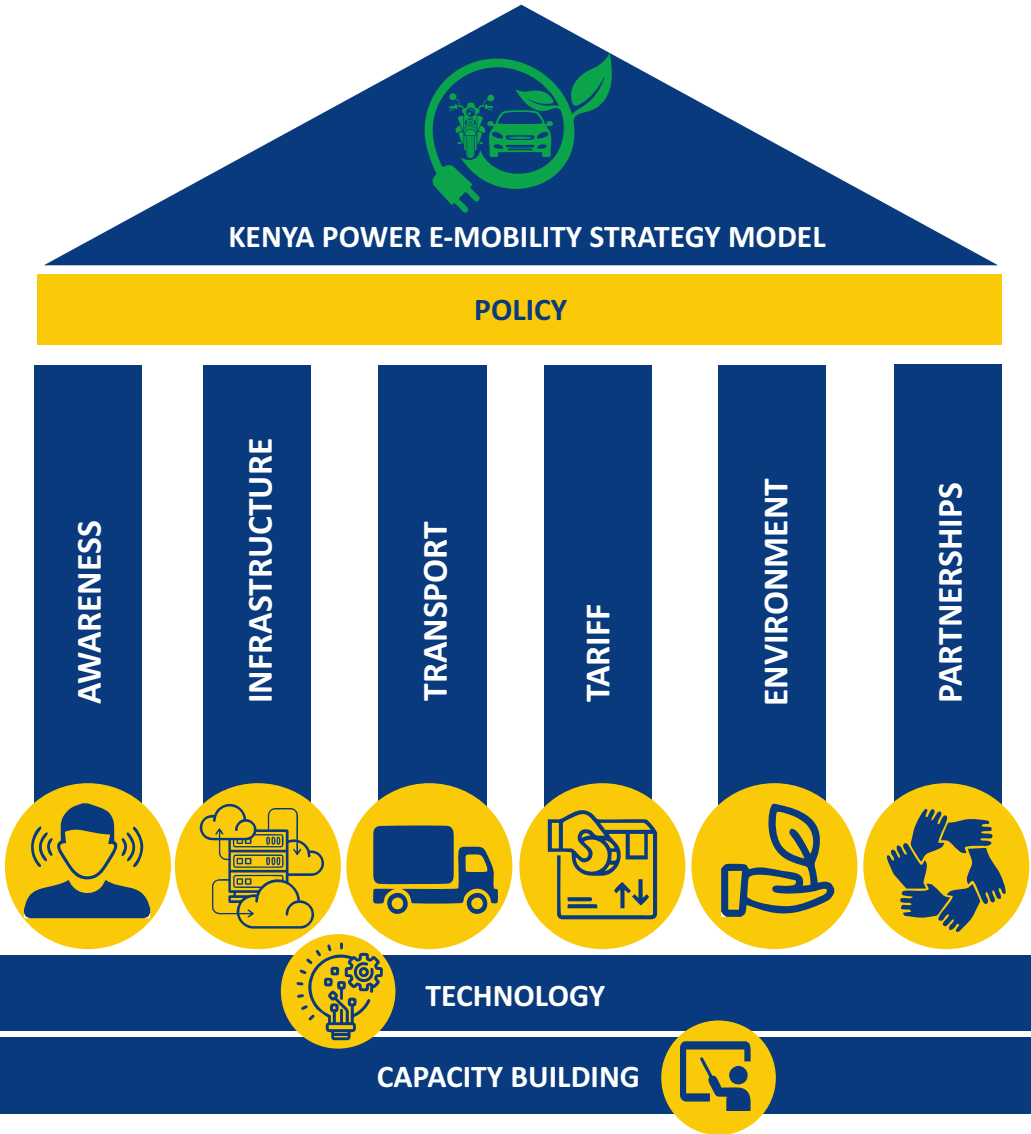 KENYA POWER E-MOBILITY STRATEGY MODEL
POLICY
AWARENESS
INFRASTRUCTURE
TRANSPORT
TARIFF
ENVIRONMENT
PARTNERSHIPS
TECHNOLOGY
CAPACITY BUILDING